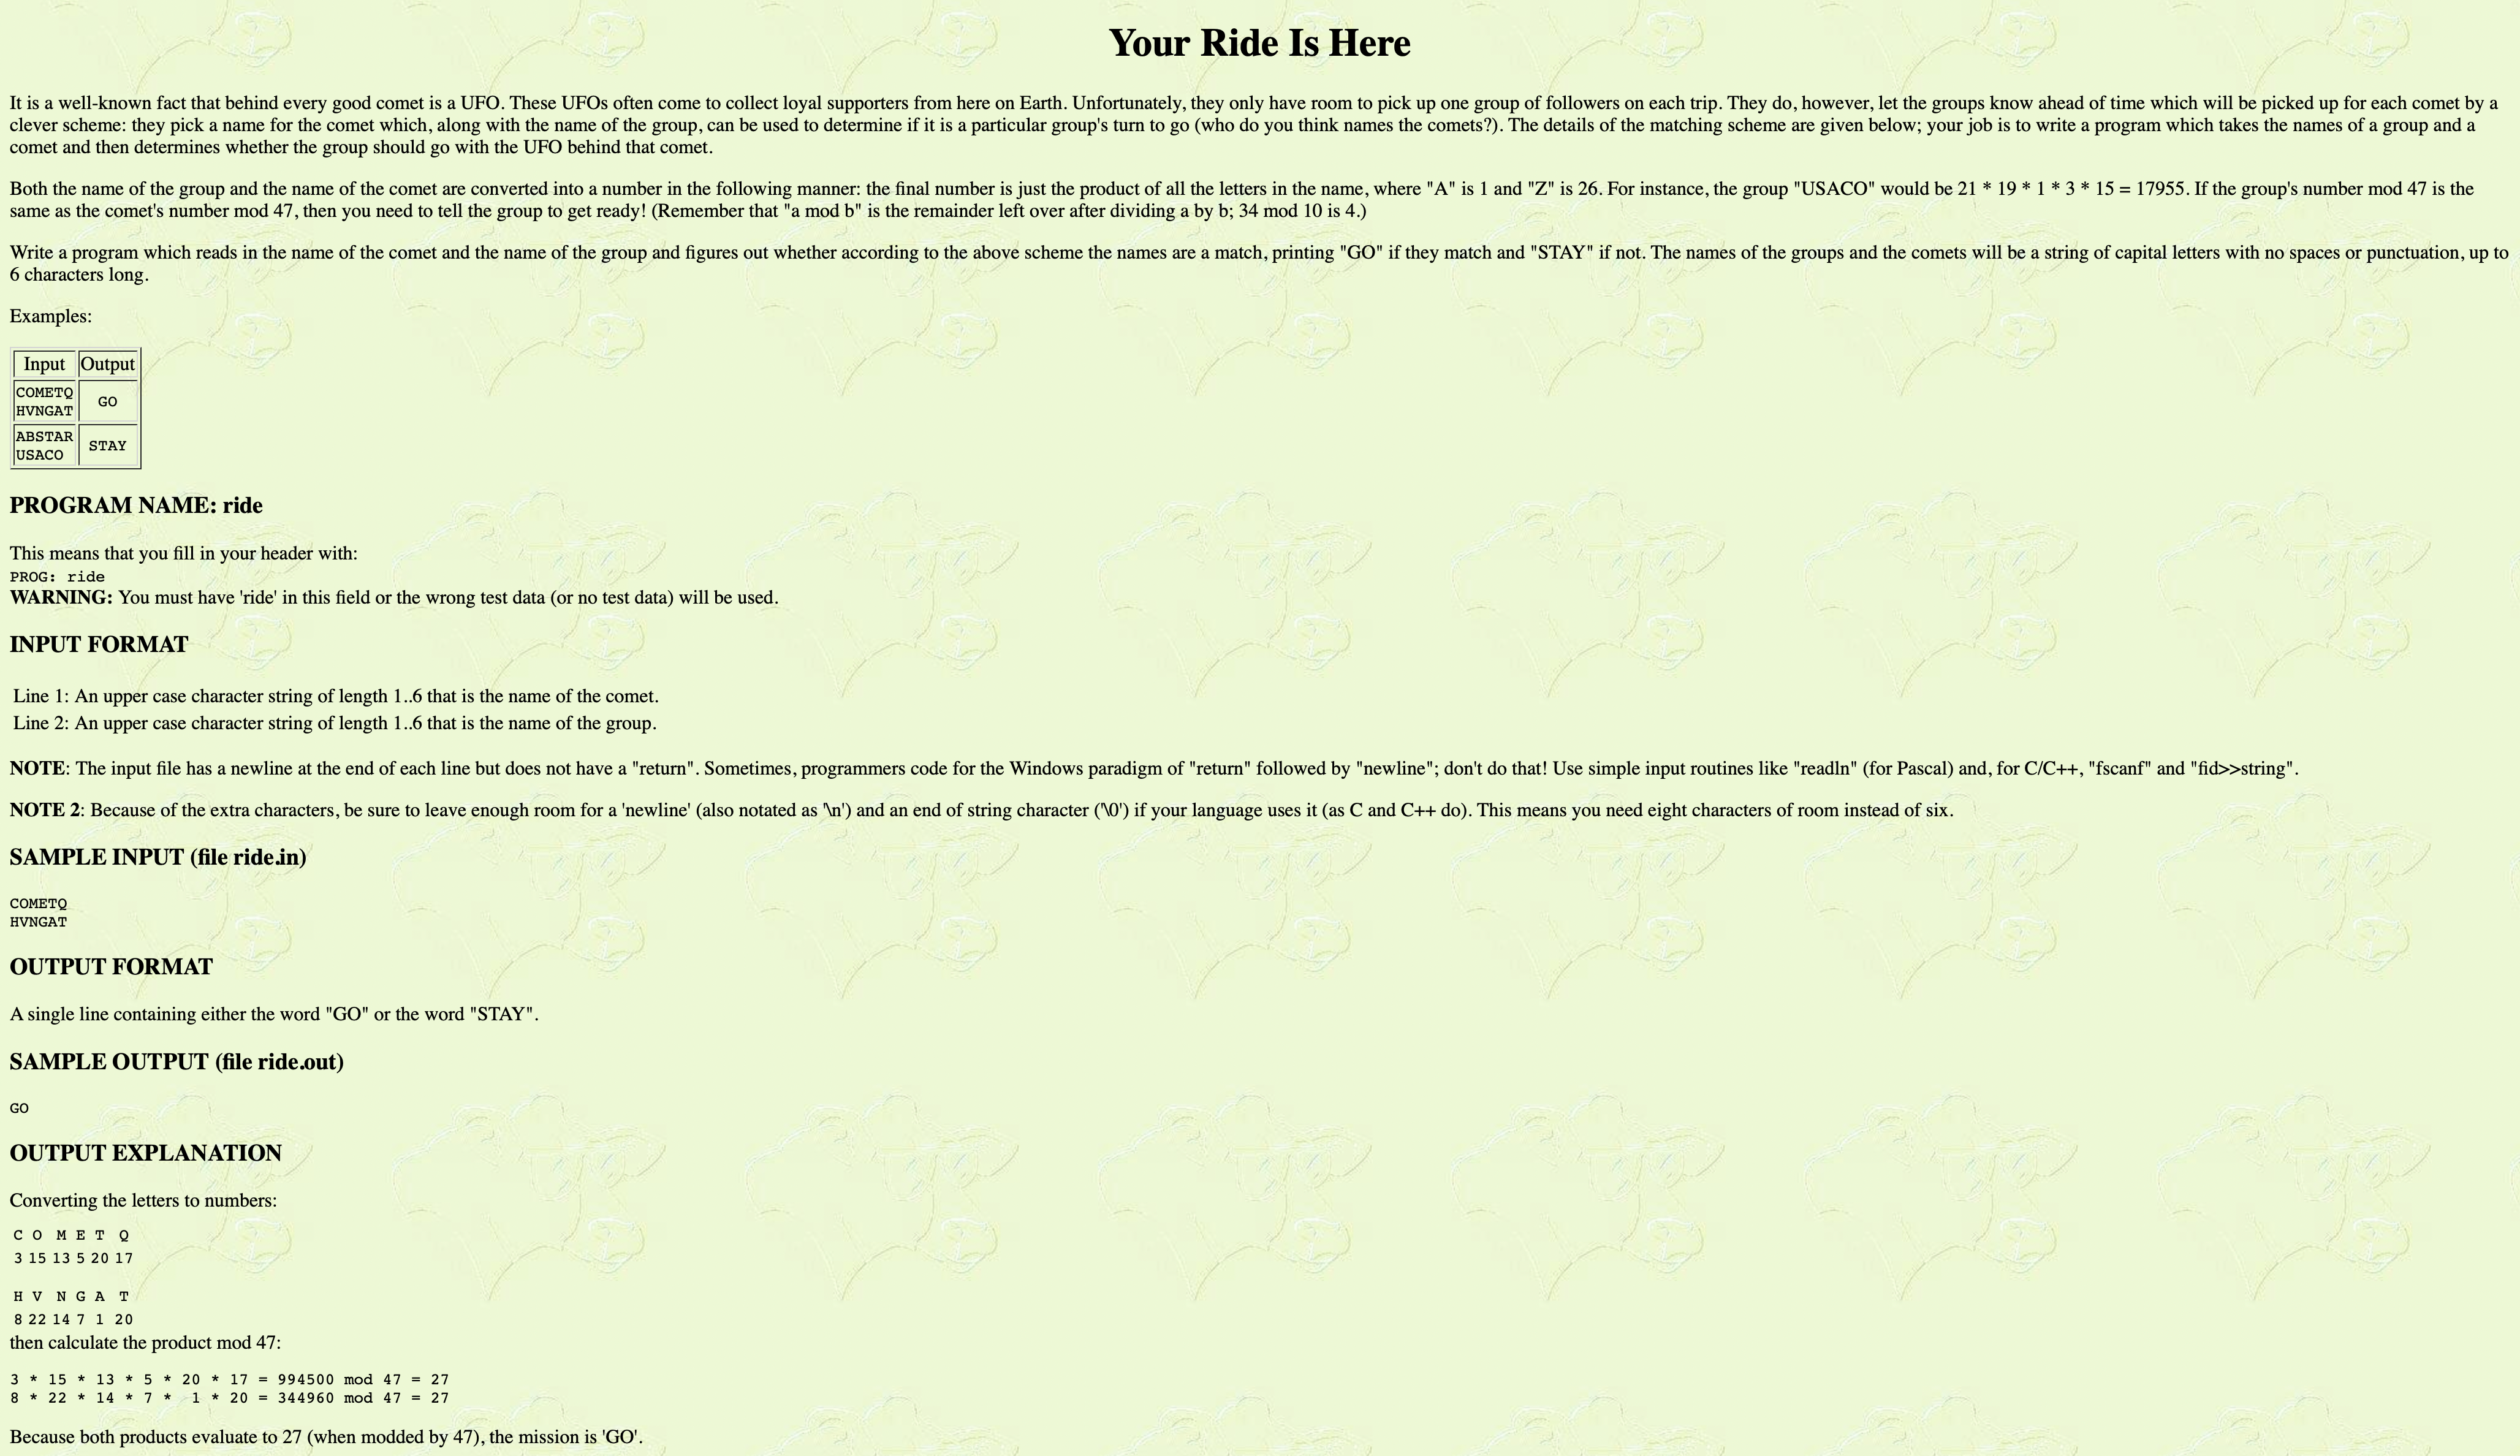 Your Ride Is Here
It is a well-known fact that behind every good comet is a UFO. These UFOs often come to collect loyal supporters from here on Earth. Unfortunately, they only have room to pick up one group of followers on each trip. They do, however, let the groups know ahead of time which will be picked up for each comet by a
clever scheme: they pick a name for the comet which, along with the name of the group, can be used to determine if it is a particular group's turn to go (who do you think names the comets?). The details of the matching scheme are given below; your job is to write a program which takes the names of a group and a
comet and then determines whether the group should go with the UFO behind that comet.
Both the name of the group and the name of the comet are converted into a number in the following manner: the final number is just the product of all the letters in the name, where "A" is 1 and "Z" is 26. For instance, the group "USACO" would be 21 * 19 * 1 * 3 * 15 = 17955. If the group's number mod 47 is the
same as the comet's number mod 47, then you need to tell the group to get ready! (Remember that "a mod b" is the remainder left over after dividing a by b; 34 mod 10 is 4.)
Write a program which reads in the name of the comet and the name of the group and figures out whether according to the above scheme the names are a match, printing "GO" if they match and "STAY" if not. The names of the groups and the comets will be a string of capital letters with no spaces or punctuation, up to
6 characters long.
Examples:
Input Output
COMETQ
HVNGAT GO
ABSTAR
USACO STAY
PROGRAM NAME: ride
This means that you fill in your header with:
PROG: ride
WARNING: You must have 'ride' in this field or the wrong test data (or no test data) will be used.
INPUT FORMAT
Line 1: An upper case character string of length 1..6 that is the name of the comet.
Line 2: An upper case character string of length 1..6 that is the name of the group.
NOTE: The input file has a newline at the end of each line but does not have a "return". Sometimes, programmers code for the Windows paradigm of "return" followed by "newline"; don't do that! Use simple input routines like "readln" (for Pascal) and, for C/C++, "fscanf" and "fid>>string".
NOTE 2: Because of the extra characters, be sure to leave enough room for a 'newline' (also notated as '\n') and an end of string character ('\0') if your language uses it (as C and C++ do). This means you need eight characters of room instead of six.
SAMPLE INPUT (file ride.in)
COMETQ
HVNGAT
OUTPUT FORMAT
A single line containing either the word "GO" or the word "STAY".
SAMPLE OUTPUT (file ride.out)
GO
OUTPUT EXPLANATION
Converting the letters to numbers:
C O M E T Q
3 15 13 5 20 17
H V N G A T
8 22 14 7 1 20
then calculate the product mod 47:
3 * 15 * 13 * 5 * 20 * 17 = 994500 mod 47 = 27
8 * 22 * 14 * 7 * 1 * 20 = 344960 mod 47 = 27
Because both products evaluate to 27 (when modded by 47), the mission is 'GO'.